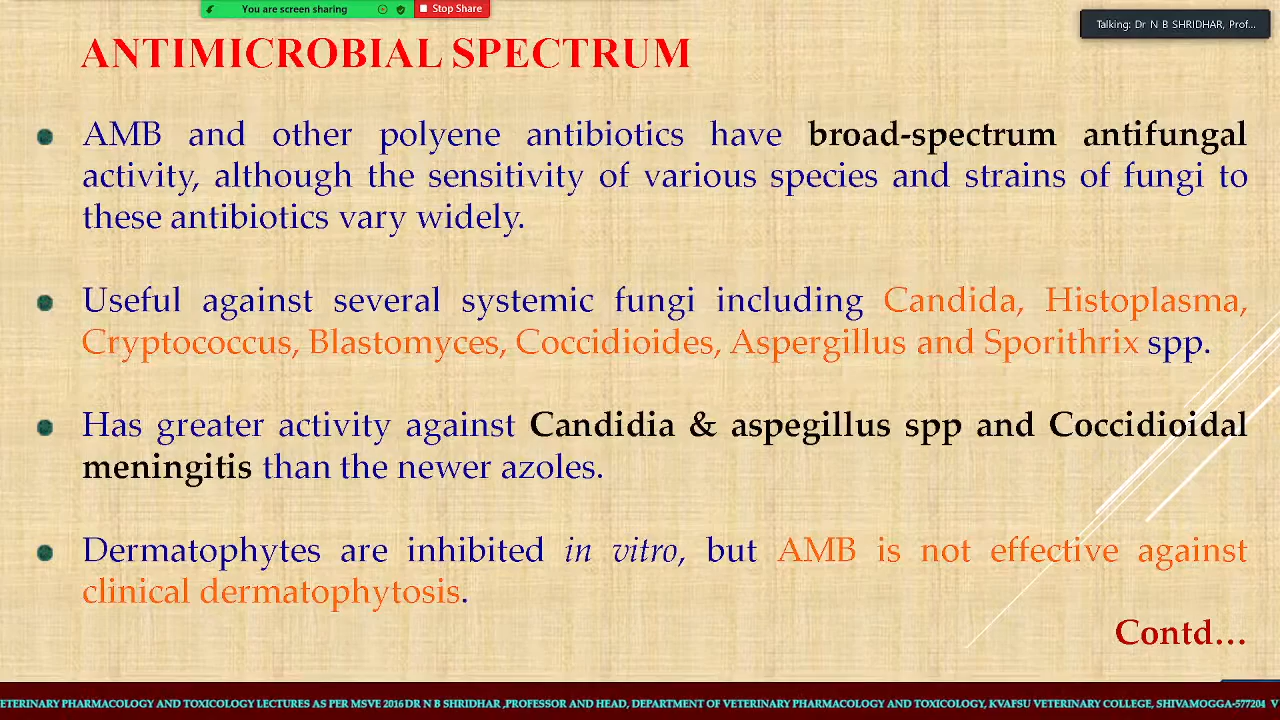 You are screen sharing
Stop Share
Talking: Dr N B SHRIDHAR, Prof...
ANTIMICROBIAL SPECTRUM
AMB and other polyene antibiotics have broad-spectrum antifungal
activity, although the sensitivity of various species and strains of fungi to
these antibiotics vary widely.
Useful against several systemic fungi including Candida, Histoplasma,
Cryptococcus, Blastomyces, Coccidioides, Aspergillus and Sporithrix spp.
Has greater activity against Candidia & aspegillus spp and Coccidioidal
meningitis than the newer azoles.
Dermatophytes are inhibited in vitro, but AMB is not effective against
clinical dermatophytosis.
Contd...
ETERINARY PHARMACOLOGY AND TOXICOLOGY LECTURES AS PER MSVE 2016 DR N B SHRIDHAR ,PROFESSOR AND HEAD, DEPARTMENT OF VETERINARY PHARMACOLOGY AND TOXICOLOGY, KVAFSU VETERINARY COLLEGE, SHIVAMOGGA-577204 V